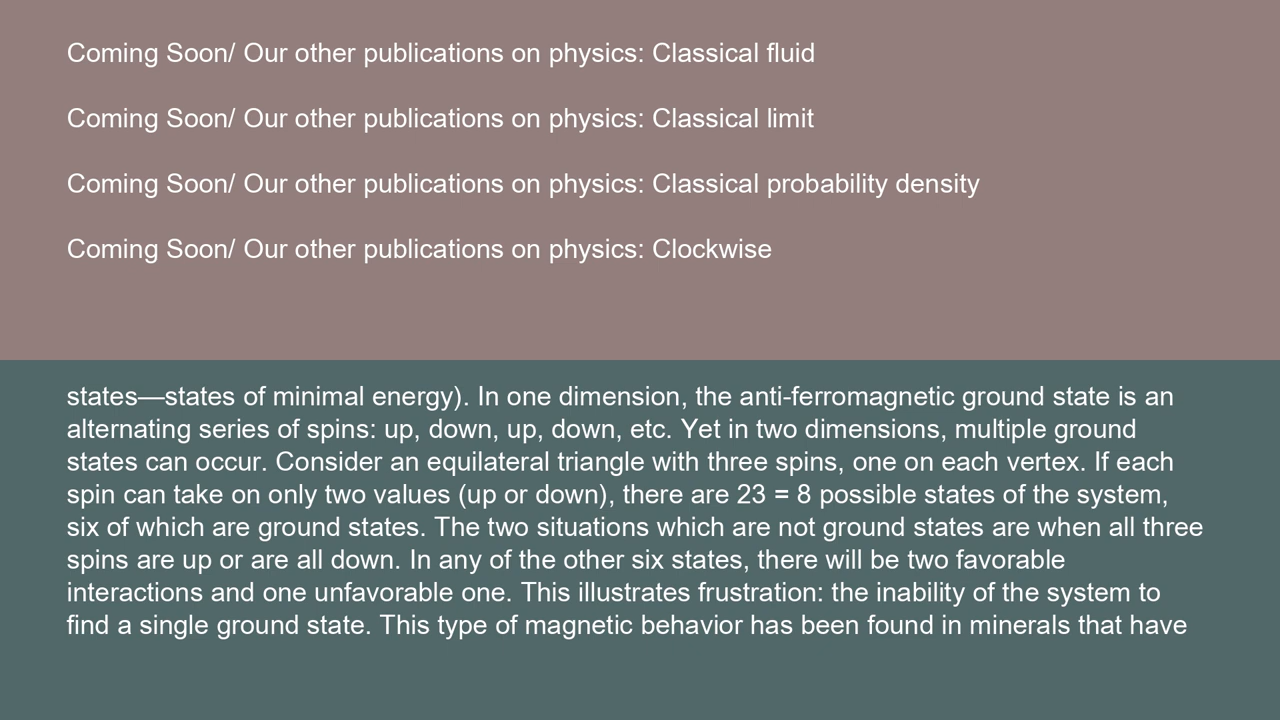 Coming Soon/ Our other publications on physics: Classical fluid
Coming Soon/ Our other publications on physics: Classical limit
Coming Soon/ Our other publications on physics: Classical probability density
Coming Soon/ Our other publications on physics: Clockwise
states—states of minimal energy). In one dimension, the anti-ferromagnetic ground state is an
alternating series of spins: up, down, up, down, etc. Yet in two dimensions, multiple ground
states can occur. Consider an equilateral triangle with three spins, one on each vertex. If each
spin can take on only two values (up or down), there are 23 = 8 possible states of the system,
six of which are ground states. The two situations which are not ground states are when all three
spins are up or are all down. In any of the other six states, there will be two favorable
interactions and one unfavorable one. This illustrates frustration: the inability of the system to
find a single ground state. This type of magnetic behavior has been found in minerals that have